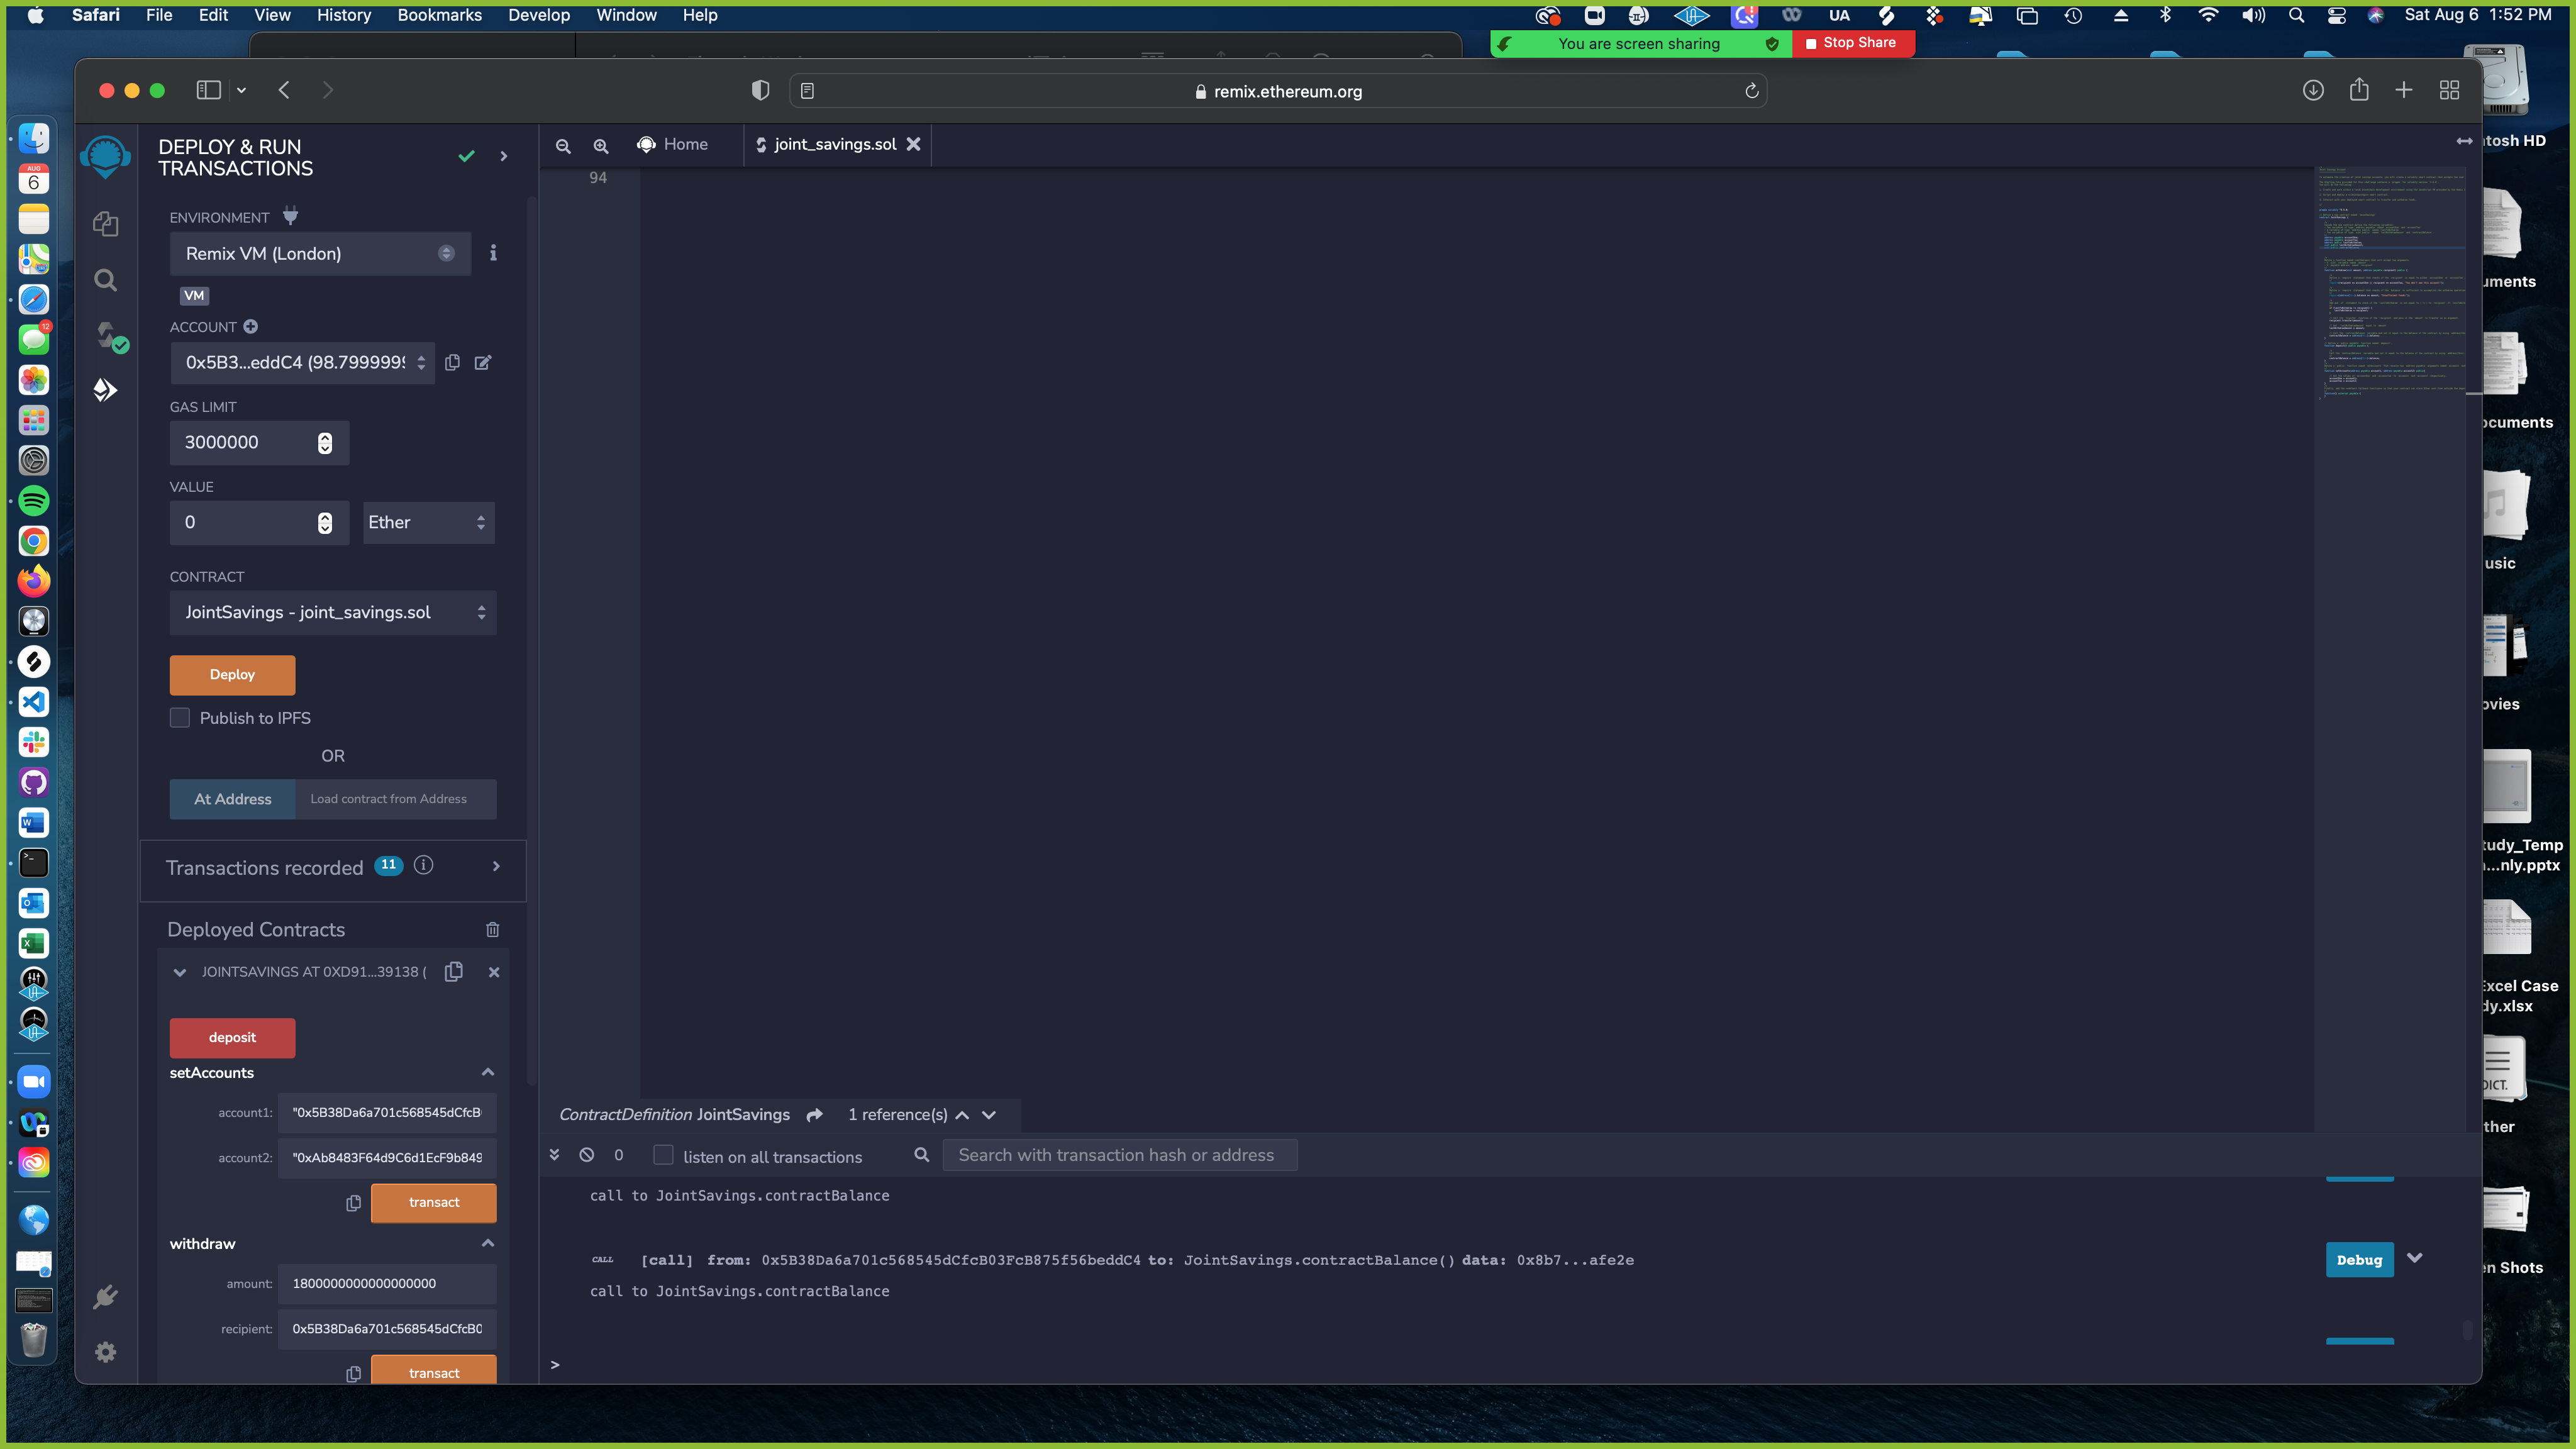 Safari File Edit View History Bookmarks Develop Window Help
UA
Sat Aug 6 1:52 PM
You are screen sharing
Stop Share
remix.ethereum.org
DEPLOY & RUN
TRANSACTIONS
Home
joint_savings.sol
94
ENVIRONMENT
Remix VM (London)
VM
ACCOUNT
0x5B3...eddC4 (98.7999999
GAS LIMIT
3000000
VALUE
0
Ether
CONTRACT
JointSavings - joint_savings.sol
Deploy
Publish to IPFS
OR
At Address
Load contract from Address
Transactions recorded 11
Deployed Contracts
JOINTSAVINGS AT 0XD91...39138 (
deposit
setAccounts
account1:
"0x5B38Da6a701c568545dCfcB
account2:
"0xAb8483F64d9C6d1EcF9b849
transact
withdraw
amount:
1800000000000000000
recipient:
0x5B38Da6a701c568545dCfcB0
transact
ContractDefinition JointSavings
1 reference(s)
0
listen on all transactions
Search with transaction hash or address
call to JointSavings.contractBalance
CALL
[call] from: 0x5B38Da6a701c568545dCfcB03FcB875f56beddC4 to: JointSavings.contractBalance() data: 0x8b7...afe2e
Debug
call to JointSavings.contractBalance
>
AUG
6
12
tosh HD
uments
ocuments
usic
ovies
tudy_Temp
...nly.pptx
Excel Case
dy.xlsx
DICT.
ther
en Shots